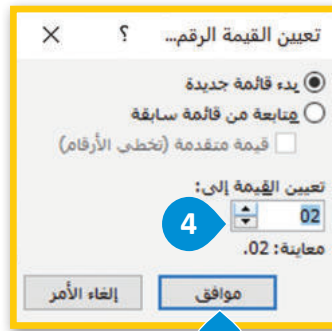 تعيين القيمة الرقم... ؟ ×
بدء قائمة جديدة
متابعة من قائمة سابقة
قيمة متقدمة (تخطي الأرقام)
تعيين القيمة إلى:
02
4
معاينة: 02.
موافق
إلغاء الأمر